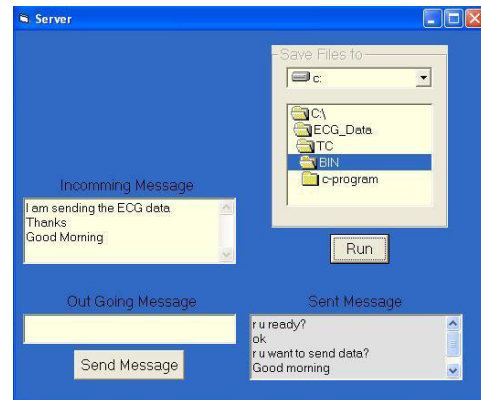 Server
Save Files to
c:
C:\
ECG_Data
TC
BIN
c-program
Incomming Message
I am sending the ECG data
Thanks
Good Morning
Run
Out Going Message
Send Message
Sent Message
r u ready?
ok
r u want to send data?
Good morning